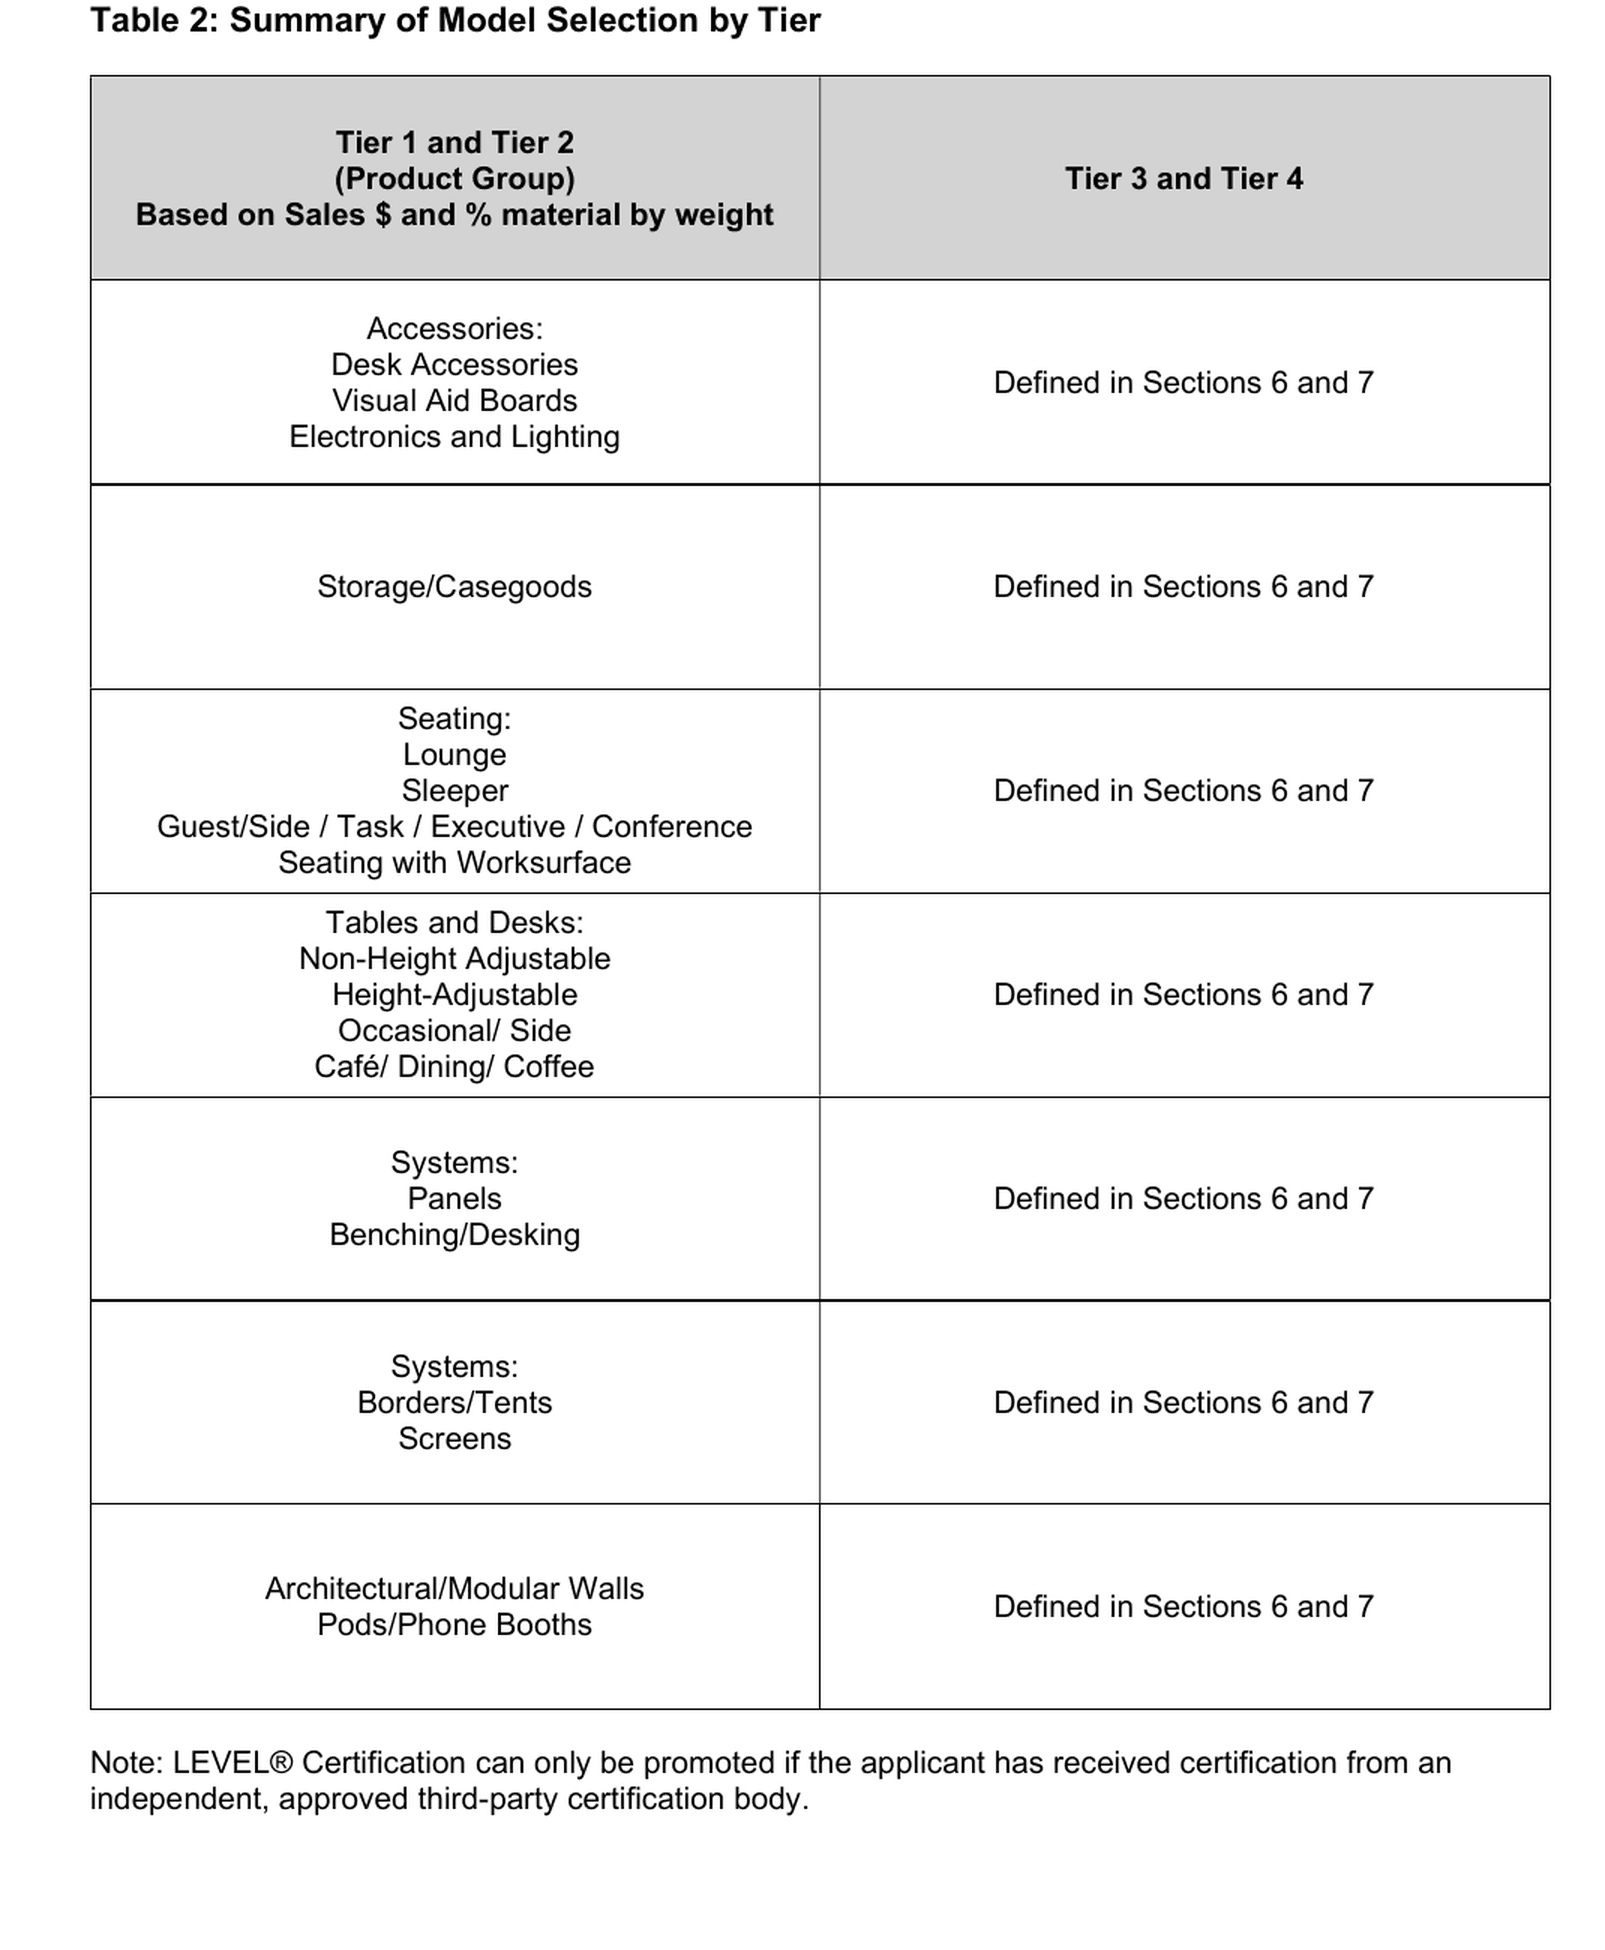 Table 2: Summary of Model Selection by Tier
Tier 1 and Tier 2
(Product Group)
Based on Sales $ and % material by weight
Tier 3 and Tier 4
Accessories:
Desk Accessories
Visual Aid Boards
Electronics and Lighting
Defined in Sections 6 and 7
Storage/Casegoods
Defined in Sections 6 and 7
Seating:
Lounge
Sleeper
Guest/Side / Task / Executive / Conference
Seating with Worksurface
Defined in Sections 6 and 7
Tables and Desks:
Non-Height Adjustable
Height-Adjustable
Occasional/ Side
Café/ Dining/ Coffee
Defined in Sections 6 and 7
Systems:
Panels
Benching/Desking
Defined in Sections 6 and 7
Systems:
Borders/Tents
Screens
Defined in Sections 6 and 7
Architectural/Modular Walls
Pods/Phone Booths
Defined in Sections 6 and 7
Note: LEVEL® Certification can only be promoted if the applicant has received certification from an
independent, approved third-party certification body.